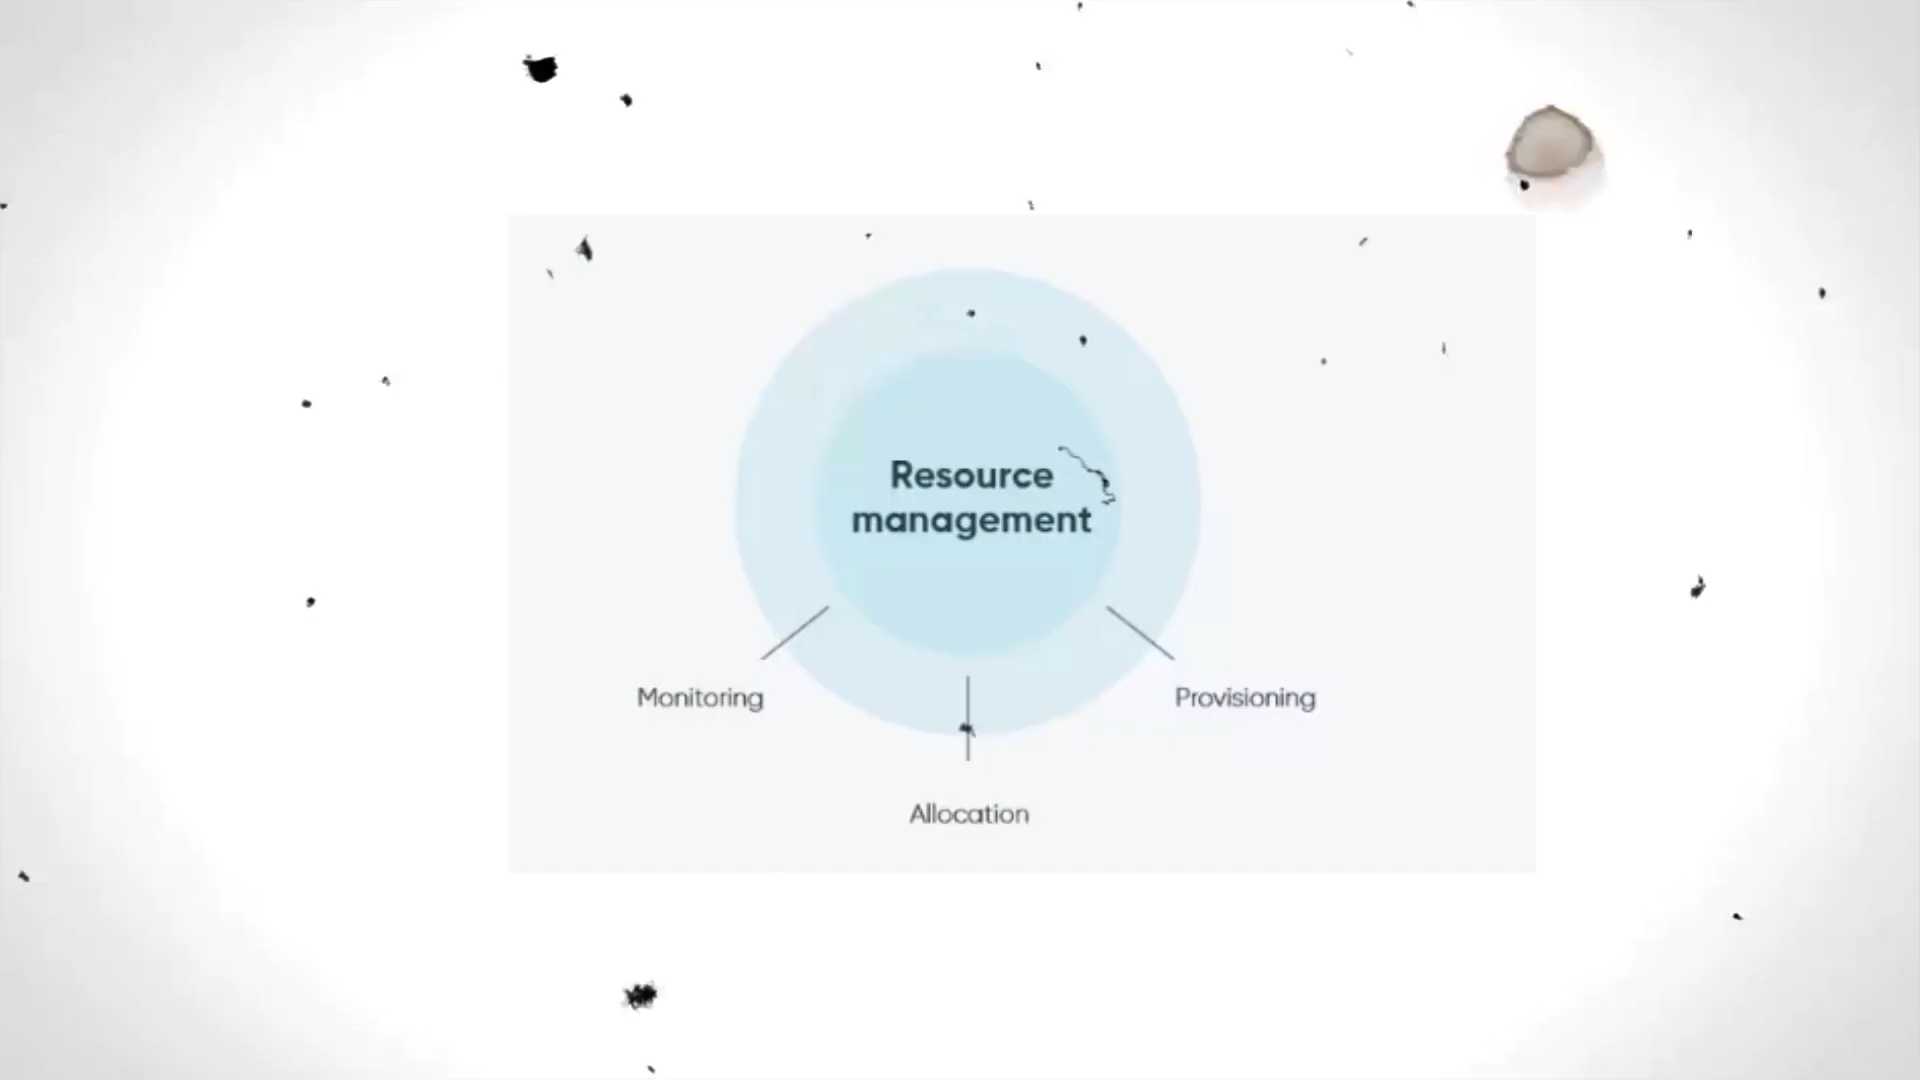 Resource
management
Monitoring
Provisioning
Allocation